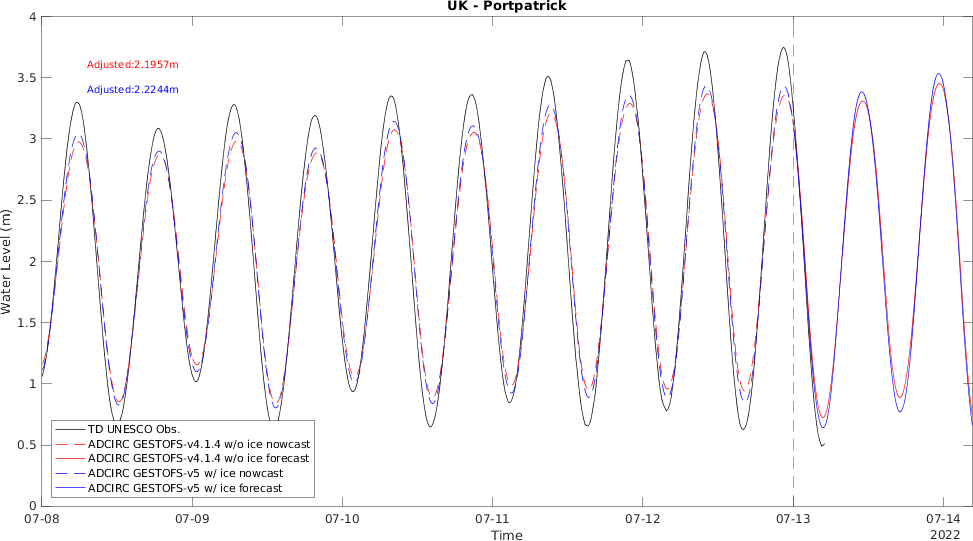 UK - Portpatrick
4
3.5
3
2.5
2
1.5
1
0.5
0
Water Level (m)
Adjusted:2.1957m
Adjusted:2.2244m
TD UNESCO Obs.
ADCIRC GESTOFS-v4.1.4 w/o ice nowcast
ADCIRC GESTOFS-v4.1.4 w/o ice forecast
ADCIRC GESTOFS-v5 w/ ice nowcast
ADCIRC GESTOFS-v5 w/ ice forecast
07-08 07-09 07-10 07-11 07-12 07-13 07-14
Time
2022